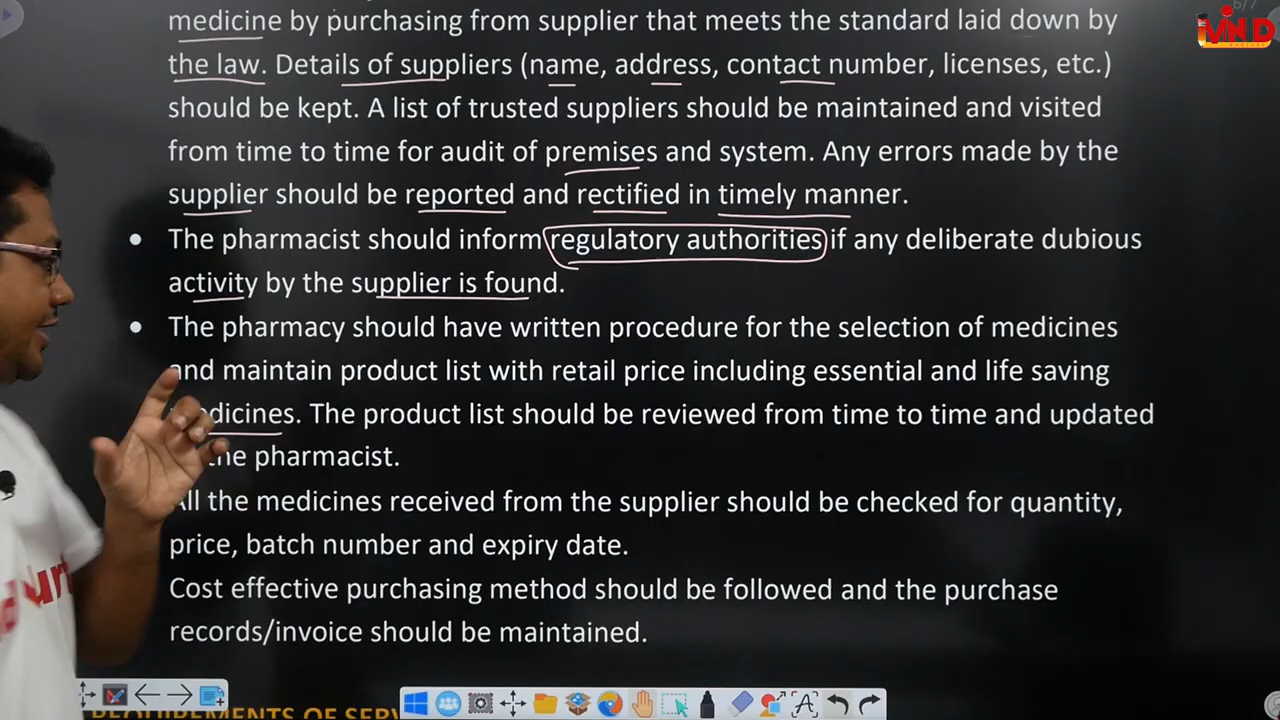 6/7
medicine by purchasing from supplier that meets the standard laid down by
the law. Details of suppliers (name, address, contact number, licenses, etc.)
should be kept. A list of trusted suppliers should be maintained and visited
from time to time for audit of premises and system. Any errors made by the
supplier should be reported and rectified in timely manner.
• The pharmacist should inform regulatory authorities if any deliberate dubious
activity by the supplier is found.
• The pharmacy should have written procedure for the selection of medicines
and maintain product list with retail price including essential and life saving
medicines. The product list should be reviewed from time to time and updated
the pharmacist.
All the medicines received from the supplier should be checked for quantity,
price, batch number and expiry date.
Cost effective purchasing method should be followed and the purchase
records/invoice should be maintained.
REQUIREMENTS OF